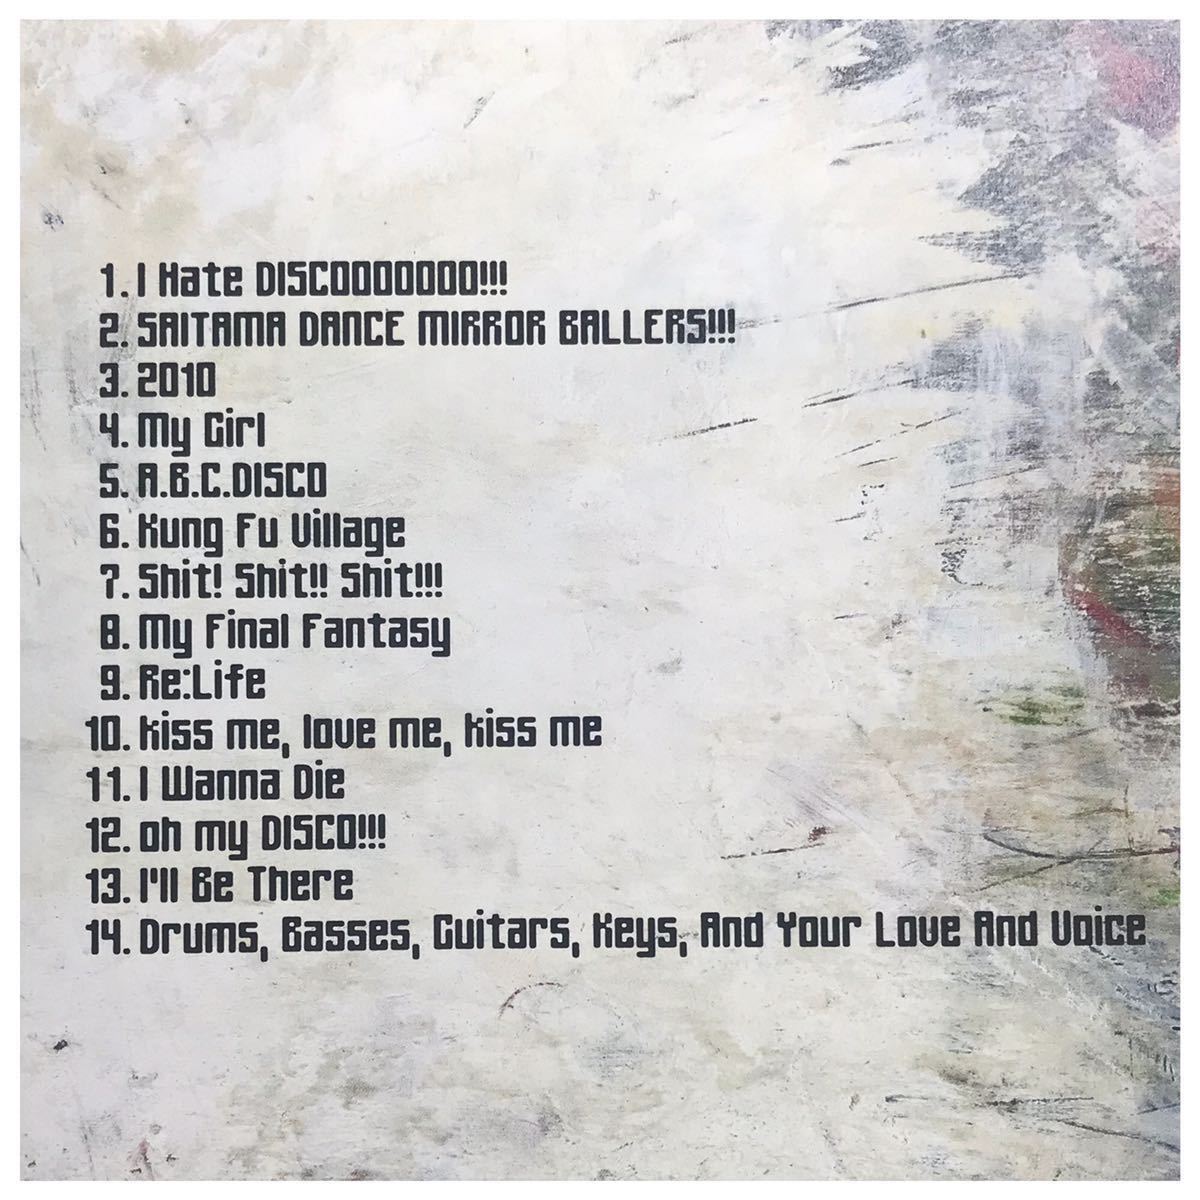 1. I Hate DISCOOOOOOO!!!
2. SAITAMA DANCE MIRROR BALLERS!!!
3. 2010
4. My Girl
5. A.B.C.DISCO
6. Kung Fu Village
7. Shit! Shit!! Shit!!!
8. My Final Fantasy
9. Re:Life
10. kiss me, love me, kiss me
11. I Wanna Die
12. oh my DISCO!!!
13. I'll Be There
14. Drums, Basses, Guitars, Keys, And Your Love And Voice